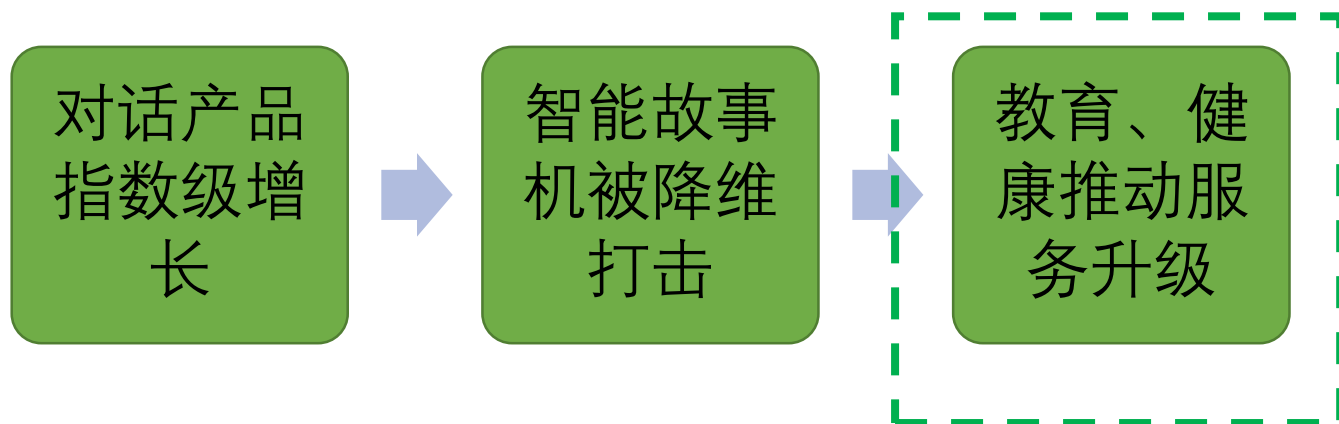 对话产品
指数级增
长
智能故事
机被降维
打击
教育、健
康推动服
务升级